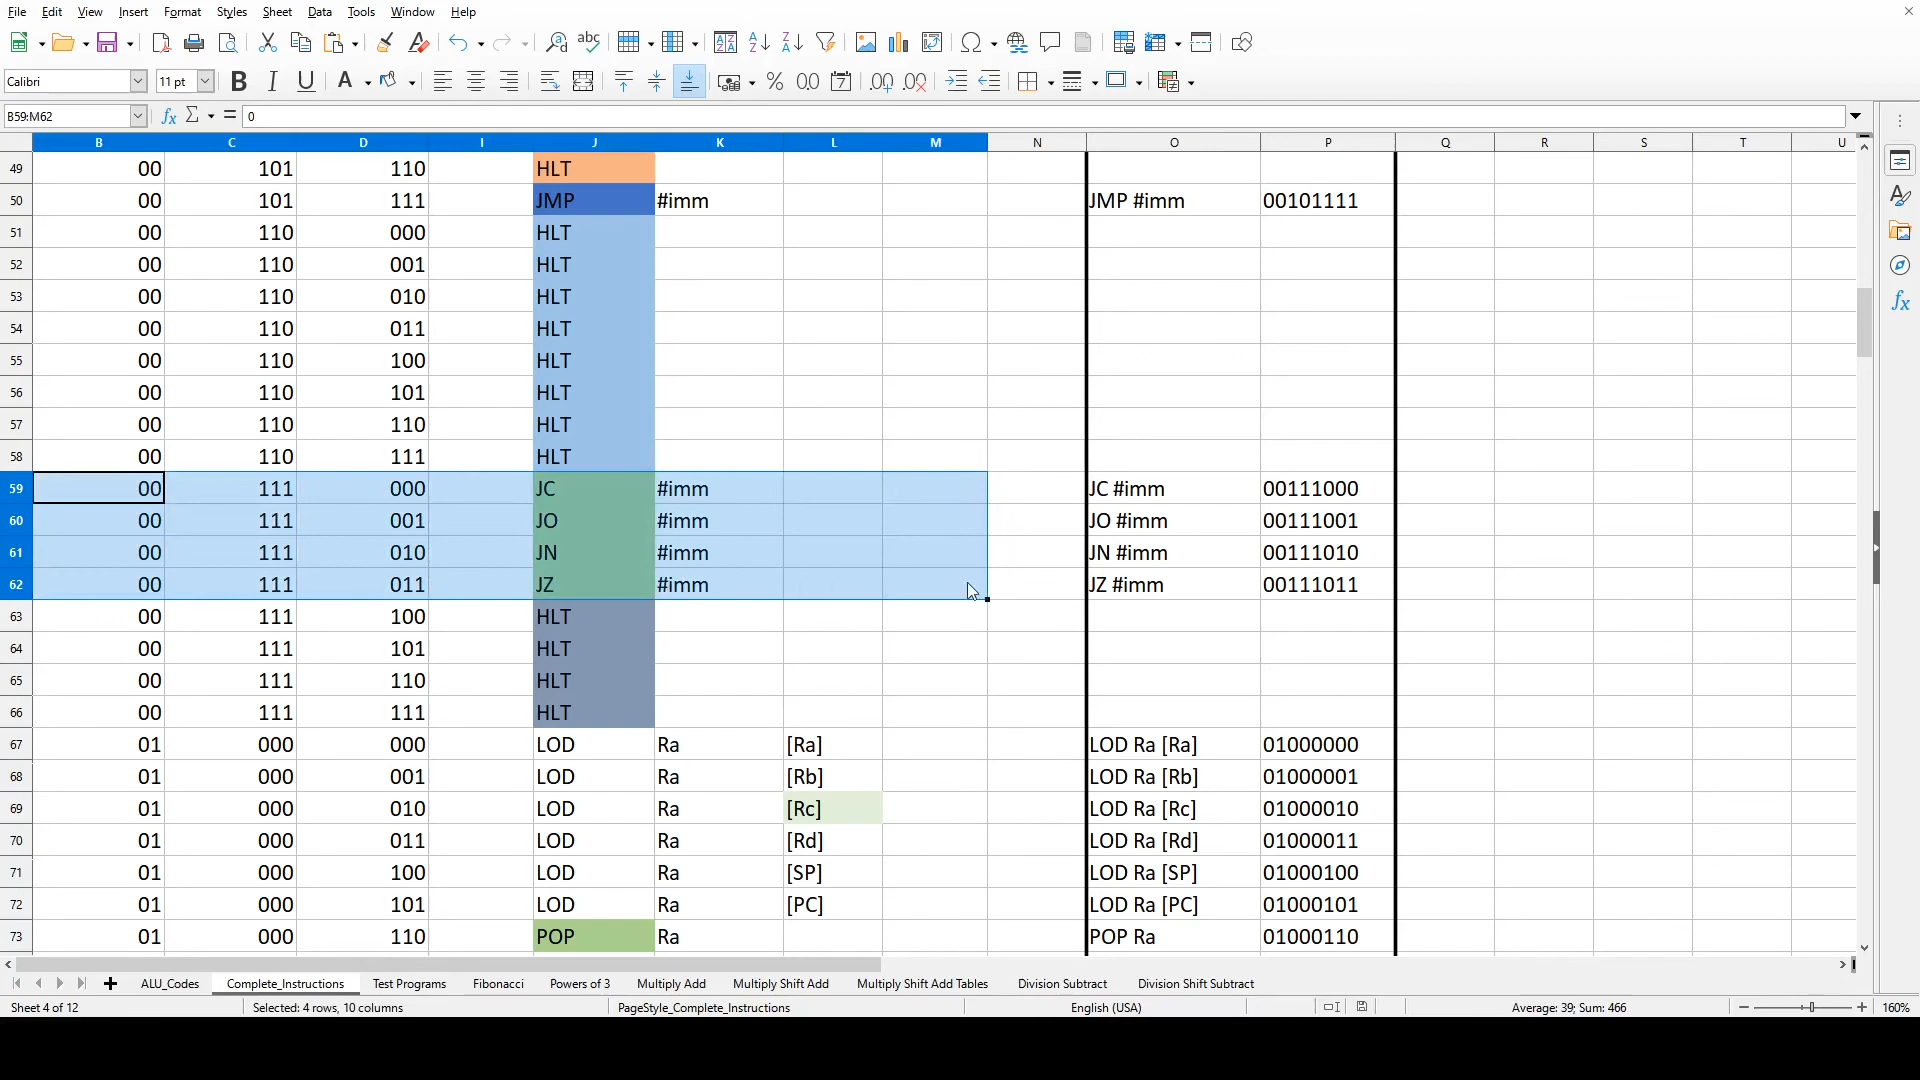 File Edit View Insert Format Styles Sheet Data Tools Window Help
Calibri 11 pt
B59:M62 0
B C D I J K L M N O P Q R S T U
49 00 101 110 HLT
50 00 101 111 JMP #imm JMP #imm 00101111
51 00 110 000 HLT
52 00 110 001 HLT
53 00 110 010 HLT
54 00 110 011 HLT
55 00 110 100 HLT
56 00 110 101 HLT
57 00 110 110 HLT
58 00 110 111 HLT
59 00 111 000 JC #imm JC #imm 00111000
60 00 111 001 JO #imm JO #imm 00111001
61 00 111 010 JN #imm JN #imm 00111010
62 00 111 011 JZ #imm JZ #imm 00111011
63 00 111 100 HLT
64 00 111 101 HLT
65 00 111 110 HLT
66 00 111 111 HLT
67 01 000 000 LOD Ra [Ra] LOD Ra [Ra] 01000000
68 01 000 001 LOD Ra [Rb] LOD Ra [Rb] 01000001
69 01 000 010 LOD Ra [Rc] LOD Ra [Rc] 01000010
70 01 000 011 LOD Ra [Rd] LOD Ra [Rd] 01000011
71 01 000 100 LOD Ra [SP] LOD Ra [SP] 01000100
72 01 000 101 LOD Ra [PC] LOD Ra [PC] 01000101
73 01 000 110 POP Ra POP Ra 01000110
ALU_Codes Complete_Instructions Test Programs Fibonacci Powers of 3 Multiply Add Multiply Shift Add Multiply Shift Add Tables Division Subtract Division Shift Subtract
Sheet 4 of 12 Selected: 4 rows, 10 columns PageStyle_Complete_Instructions English (USA) Average: 39; Sum: 466 160%